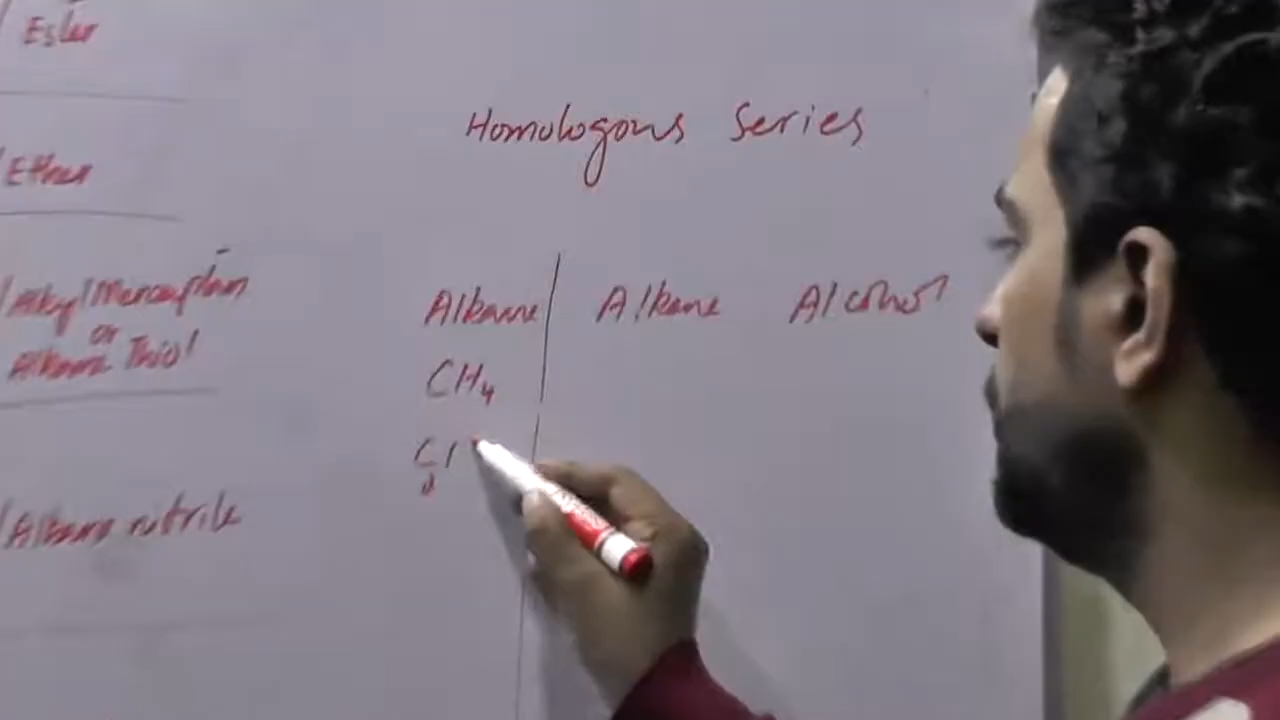 Ester
Ether
Alkyl Mercaptan
or
Alkane Thiol
Alkane nitrile
Homologous Series
Alkane Alkane Alcohol
CH4
C